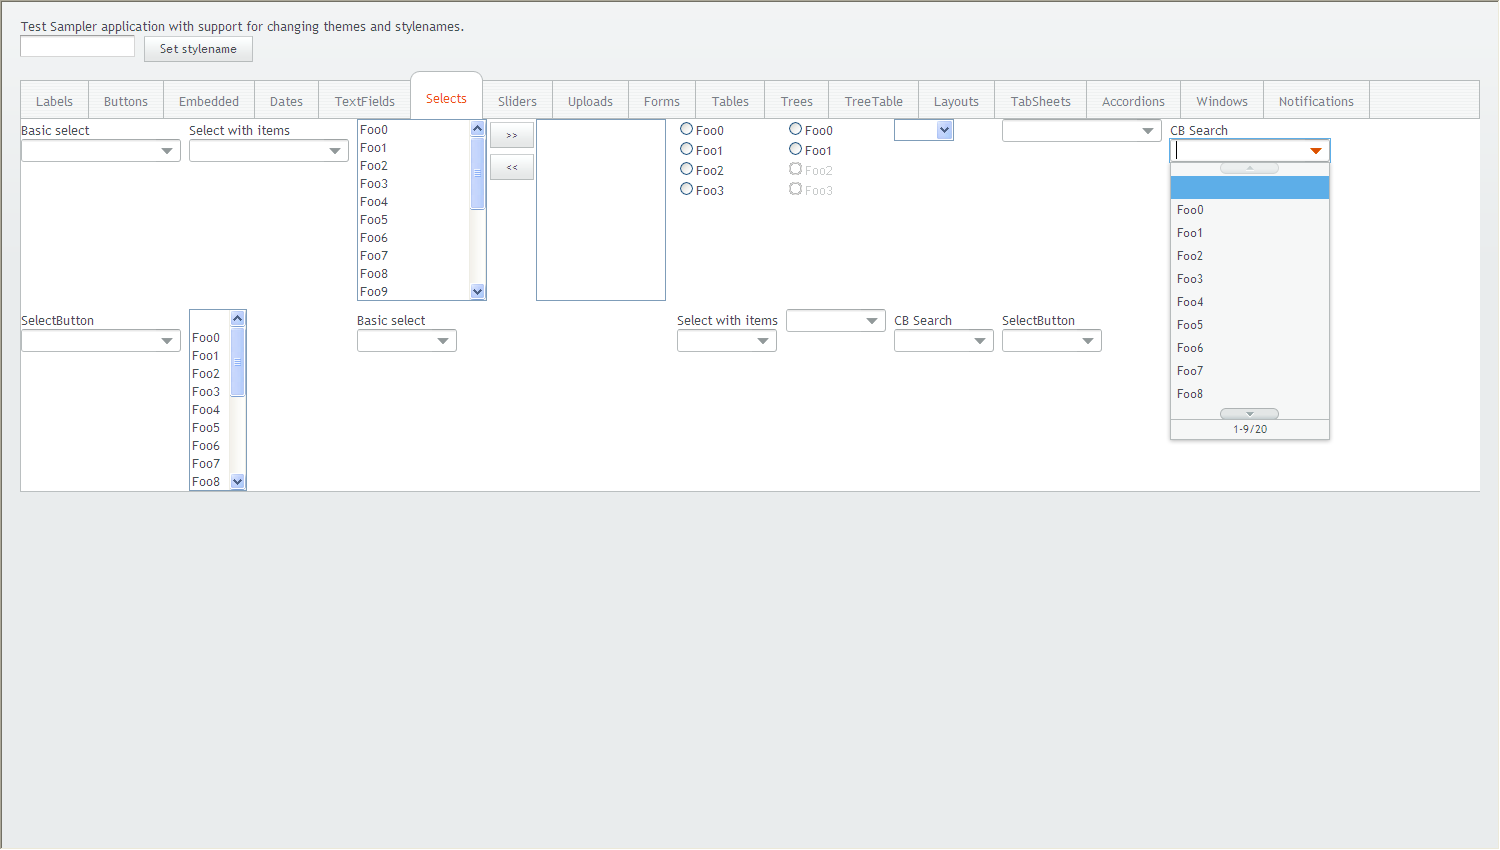 Test Sampler application with support for changing themes and stylenames.
Set stylename
Labels Buttons Embedded Dates TextFields Selects Sliders Uploads Forms Tables Trees TreeTable Layouts TabSheets Accordions Windows Notifications
Basic select
Select with items
Foo0
Foo1
Foo2
Foo3
Foo4
Foo5
Foo6
Foo7
Foo8
Foo9
>>
<<
Foo0
Foo1
Foo2
Foo3
Foo0
Foo1
Foo2
Foo3
CB Search
Foo0
Foo1
Foo2
Foo3
Foo4
Foo5
Foo6
Foo7
Foo8
1-9/20
SelectButton
Foo0
Foo1
Foo2
Foo3
Foo4
Foo5
Foo6
Foo7
Foo8
Basic select
Select with items
CB Search
SelectButton